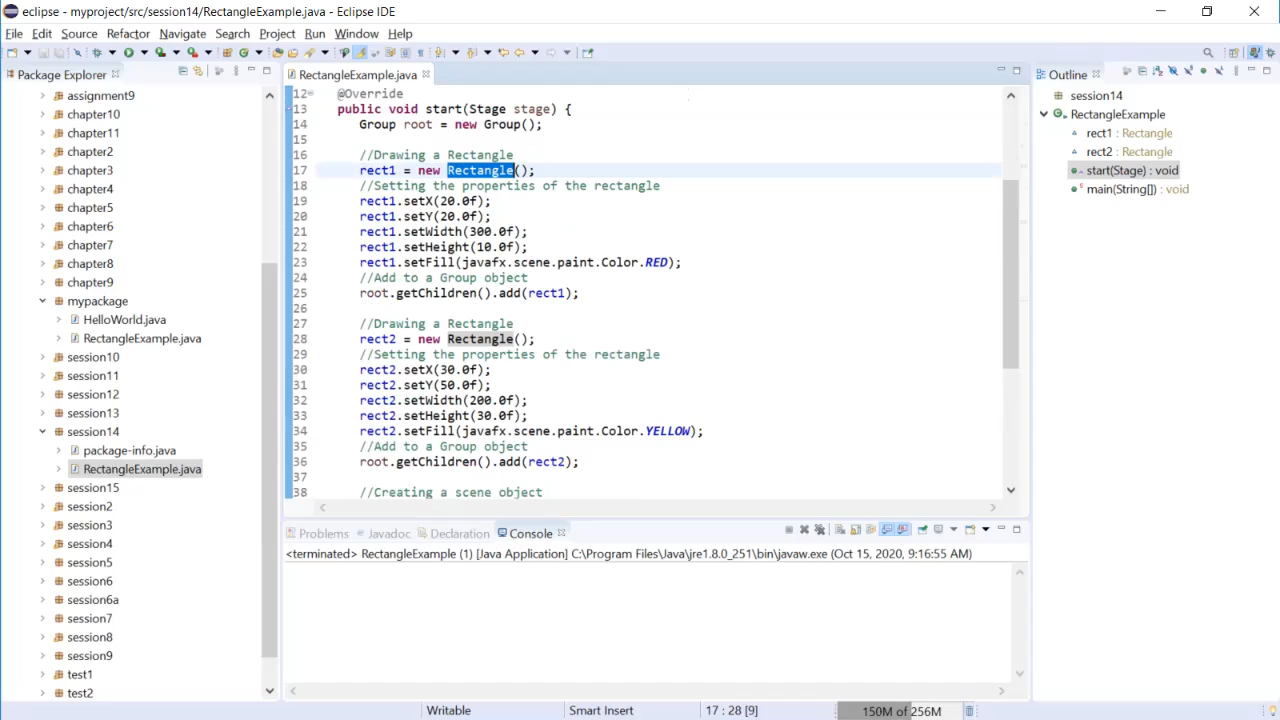 eclipse - myproject/src/session14/RectangleExample.java - Eclipse IDE
File Edit Source Refactor Navigate Search Project Run Window Help
Package Explorer
assignment9
chapter10
chapter11
chapter2
chapter3
chapter4
chapter5
chapter6
chapter7
chapter8
chapter9
mypackage
HelloWorld.java
RectangleExample.java
session10
session11
session12
session13
session14
package-info.java
RectangleExample.java
session15
session2
session3
session4
session5
session6
session6a
session7
session8
session9
test1
test2
RectangleExample.java
12 @Override
13 public void start(Stage stage) {
14 Group root = new Group();
15
16 //Drawing a Rectangle
17 rect1 = new Rectangle();
18 //Setting the properties of the rectangle
19 rect1.setX(20.0f);
20 rect1.setY(20.0f);
21 rect1.setWidth(300.0f);
22 rect1.setHeight(10.0f);
23 rect1.setFill(javafx.scene.paint.Color.RED);
24 //Add to a Group object
25 root.getChildren().add(rect1);
26
27 //Drawing a Rectangle
28 rect2 = new Rectangle();
29 //Setting the properties of the rectangle
30 rect2.setX(30.0f);
31 rect2.setY(50.0f);
32 rect2.setWidth(200.0f);
33 rect2.setHeight(30.0f);
34 rect2.setFill(javafx.scene.paint.Color.YELLOW);
35 //Add to a Group object
36 root.getChildren().add(rect2);
37
38 //Creating a scene object
Problems Javadoc Declaration Console
<terminated> RectangleExample (1) [Java Application] C:\Program Files\Java\jre1.8.0_251\bin\javaw.exe (Oct 15, 2020, 9:16:55 AM)
Outline
session14
RectangleExample
rect1 : Rectangle
rect2 : Rectangle
start(Stage) : void
main(String[]) : void
Writable
Smart Insert
17 : 28 [9]
150M of 256M